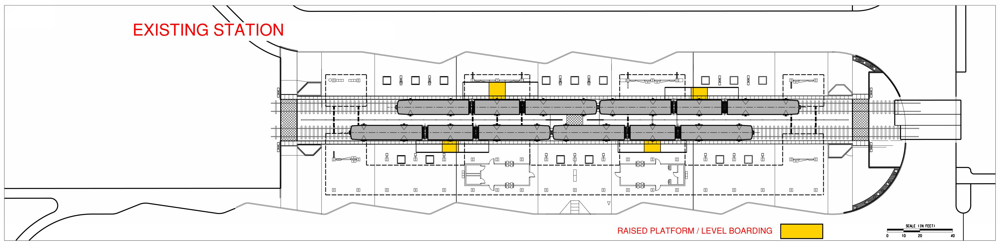 EXISTING STATION
RAISED PLATFORM / LEVEL BOARDING
SCALE (IN FEET)
0 10 20 40